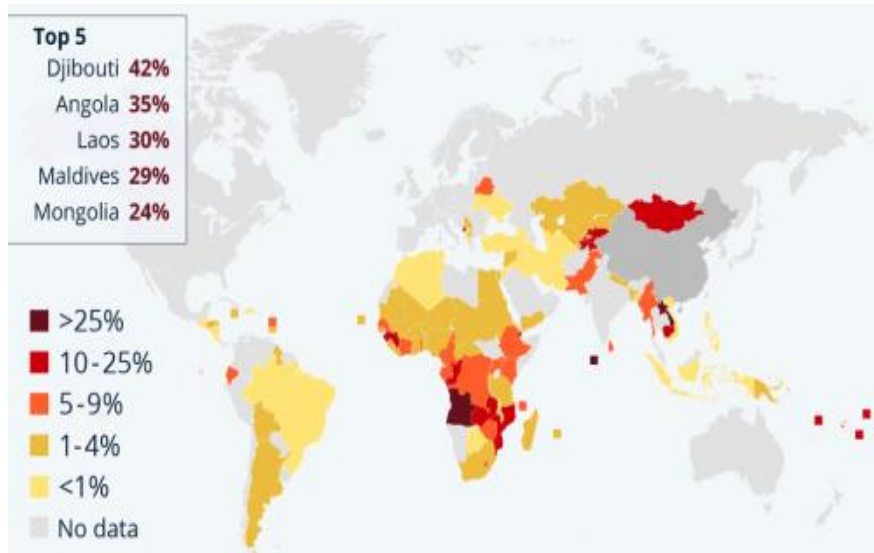 Top 5
Djibouti 42%
Angola 35%
Laos 30%
Maldives 29%
Mongolia 24%
>25%
10-25%
5-9%
1-4%
<1%
No data